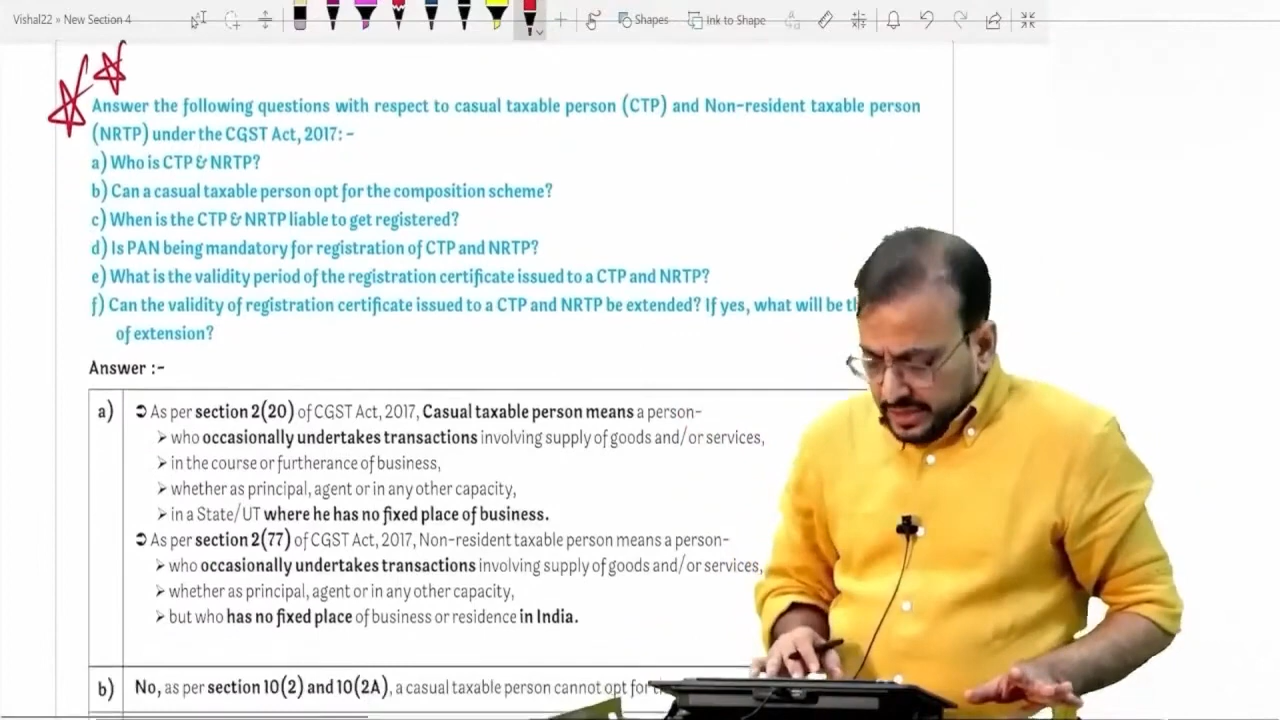 Vishal22 » New Section 4
Shapes
Ink to Shape
Answer the following questions with respect to casual taxable person (CTP) and Non-resident taxable person
(NRTP) under the CGST Act, 2017: -
a) Who is CTP & NRTP?
b) Can a casual taxable person opt for the composition scheme?
c) When is the CTP & NRTP liable to get registered?
d) Is PAN being mandatory for registration of CTP and NRTP?
e) What is the validity period of the registration certificate issued to a CTP and NRTP?
f) Can the validity of registration certificate issued to a CTP and NRTP be extended? If yes, what will be
of extension?
Answer :-
a) ➲ As per section 2(20) of CGST Act, 2017, Casual taxable person means a person-
➢ who occasionally undertakes transactions involving supply of goods and/or services,
➢ in the course or furtherance of business,
➢ whether as principal, agent or in any other capacity,
➢ in a State/UT where he has no fixed place of business.
➲ As per section 2(77) of CGST Act, 2017, Non-resident taxable person means a person-
➢ who occasionally undertakes transactions involving supply of goods and/or services,
➢ whether as principal, agent or in any other capacity,
➢ but who has no fixed place of business or residence in India.
b) No, as per section 10(2) and 10(2A), a casual taxable person cannot opt for